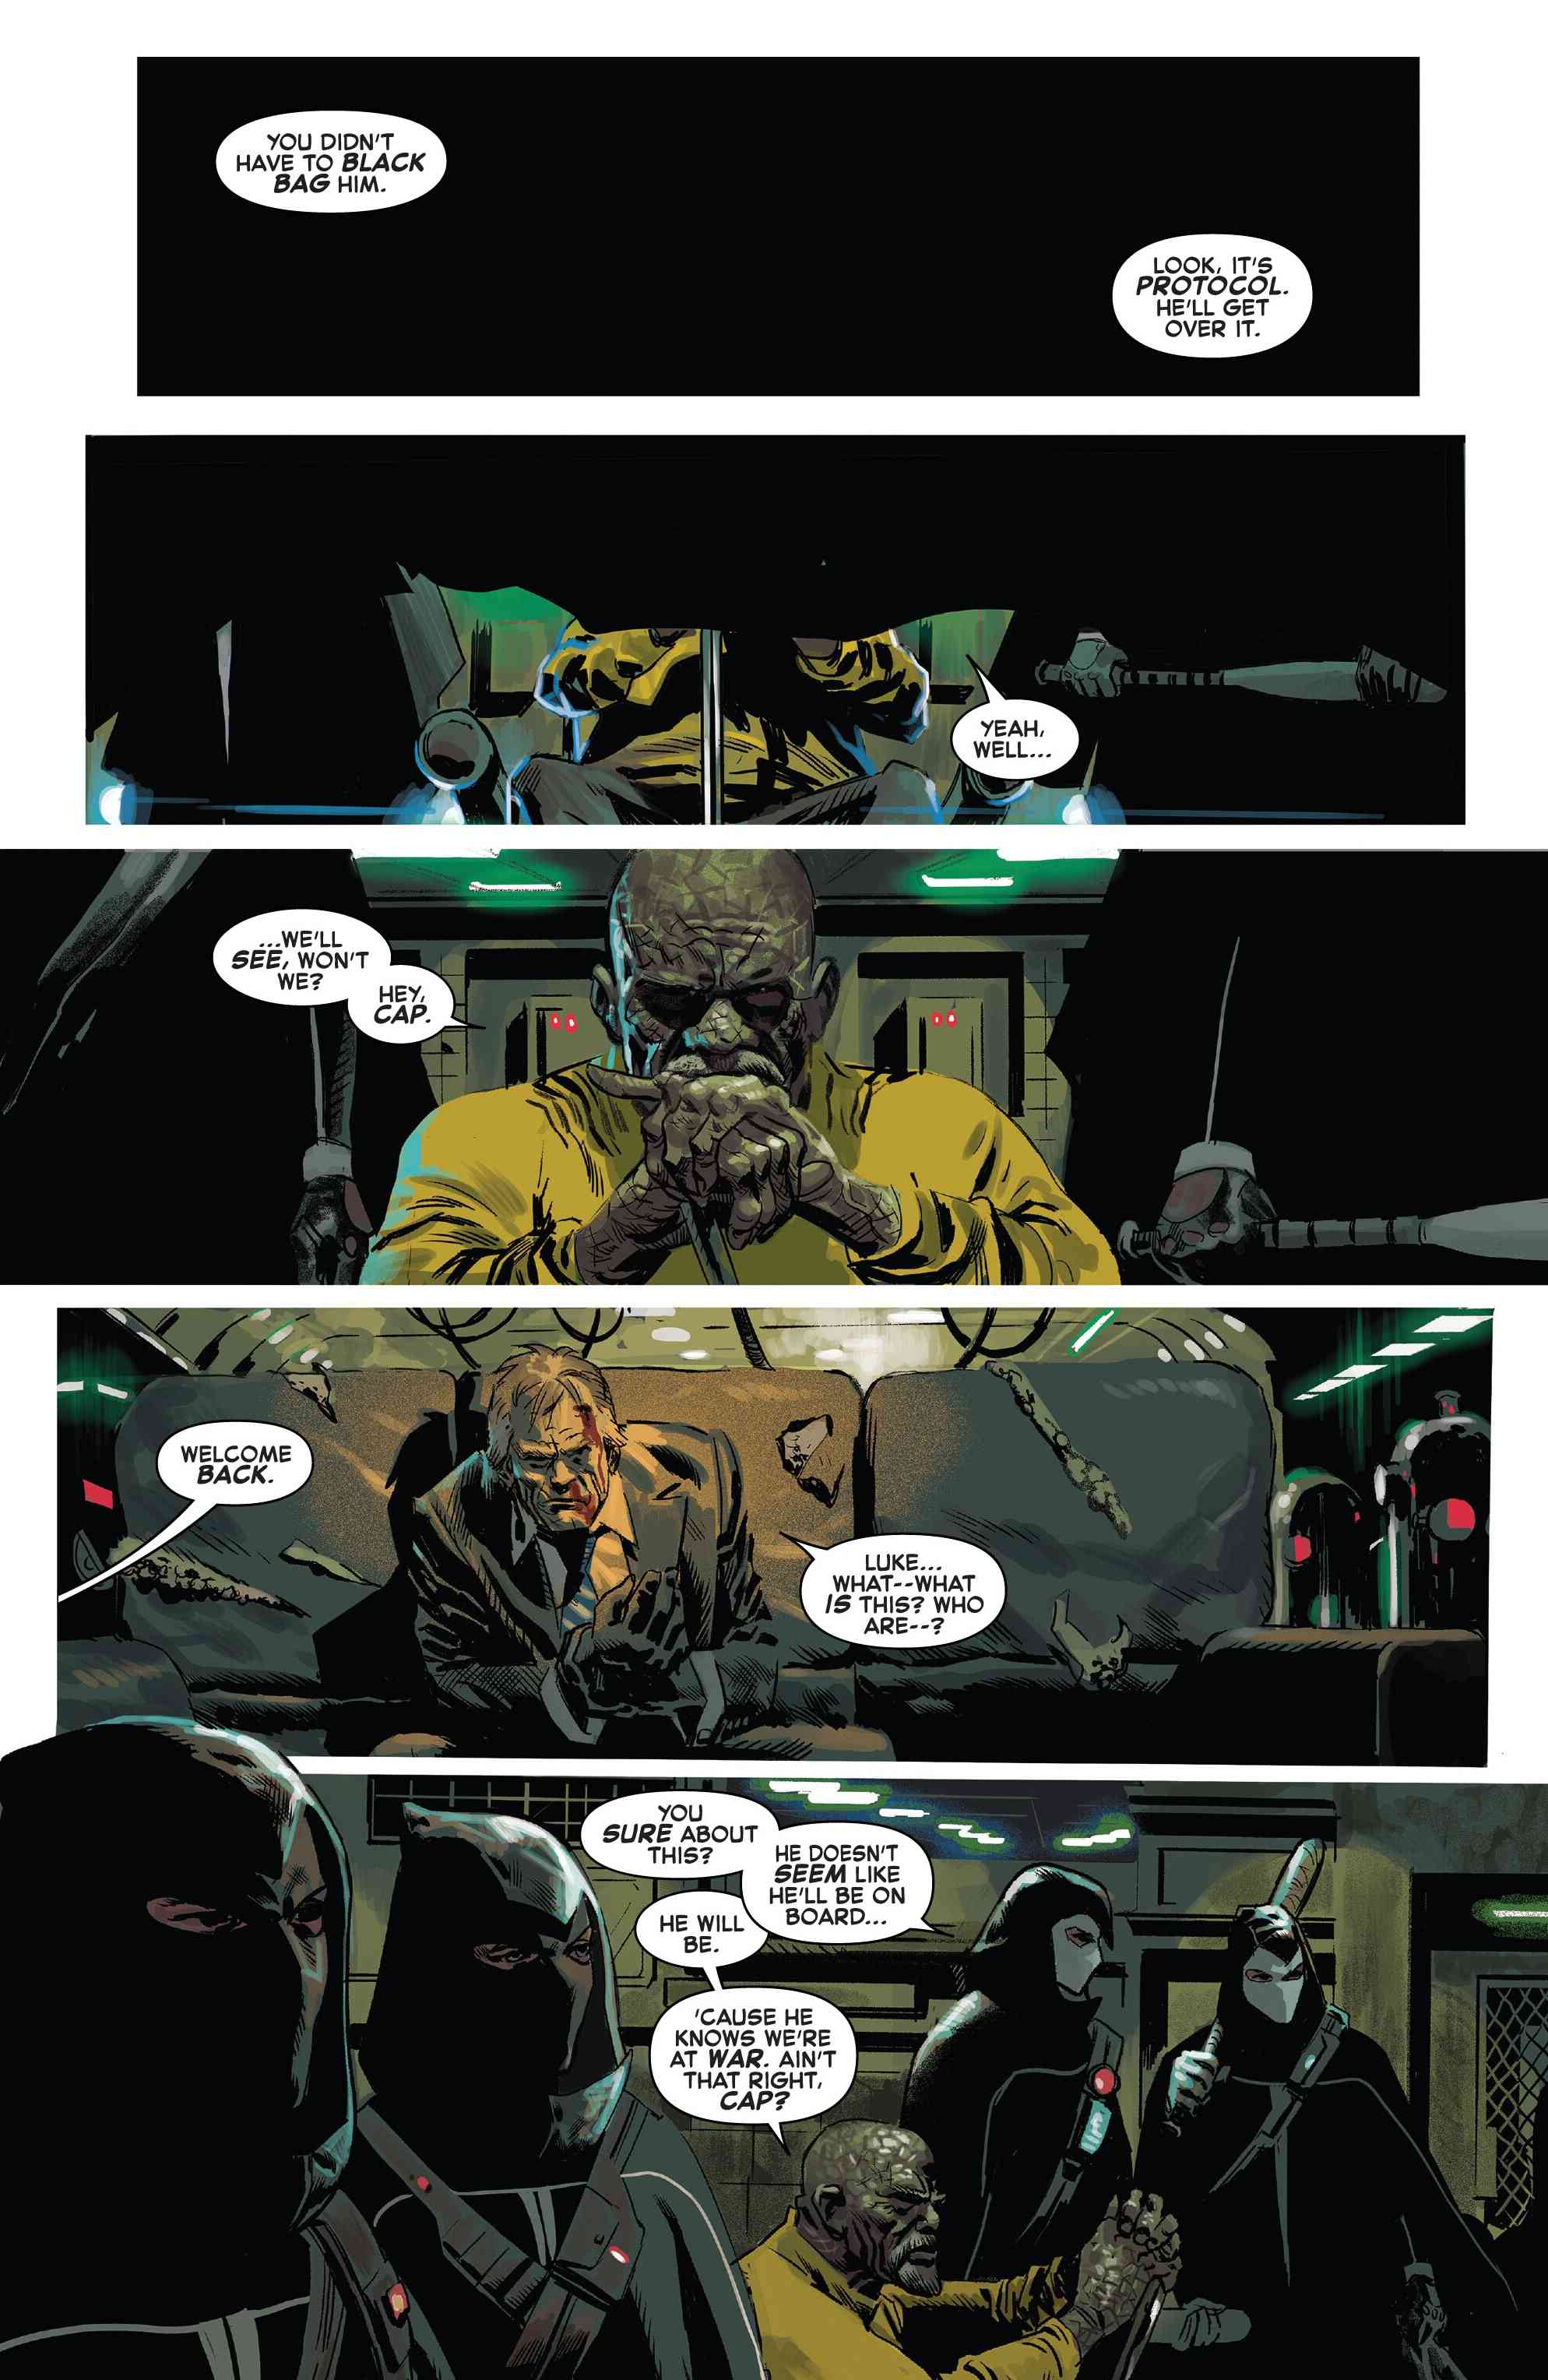 YOU DIDN'T
HAVE TO BLACK
BAG HIM.
LOOK, IT'S
PROTOCOL.
HE'LL GET
OVER IT.
YEAH,
WELL...
...WE'LL
SEE, WON'T
WE?
HEY,
CAP.
WELCOME
BACK.
LUKE...
WHAT--WHAT
IS THIS? WHO
ARE--?
YOU
SURE ABOUT
THIS?
HE DOESN'T
SEEM LIKE
HE'LL BE ON
BOARD...
HE WILL
BE.
'CAUSE HE
KNOWS WE'RE
AT WAR. AIN'T
THAT RIGHT,
CAP?